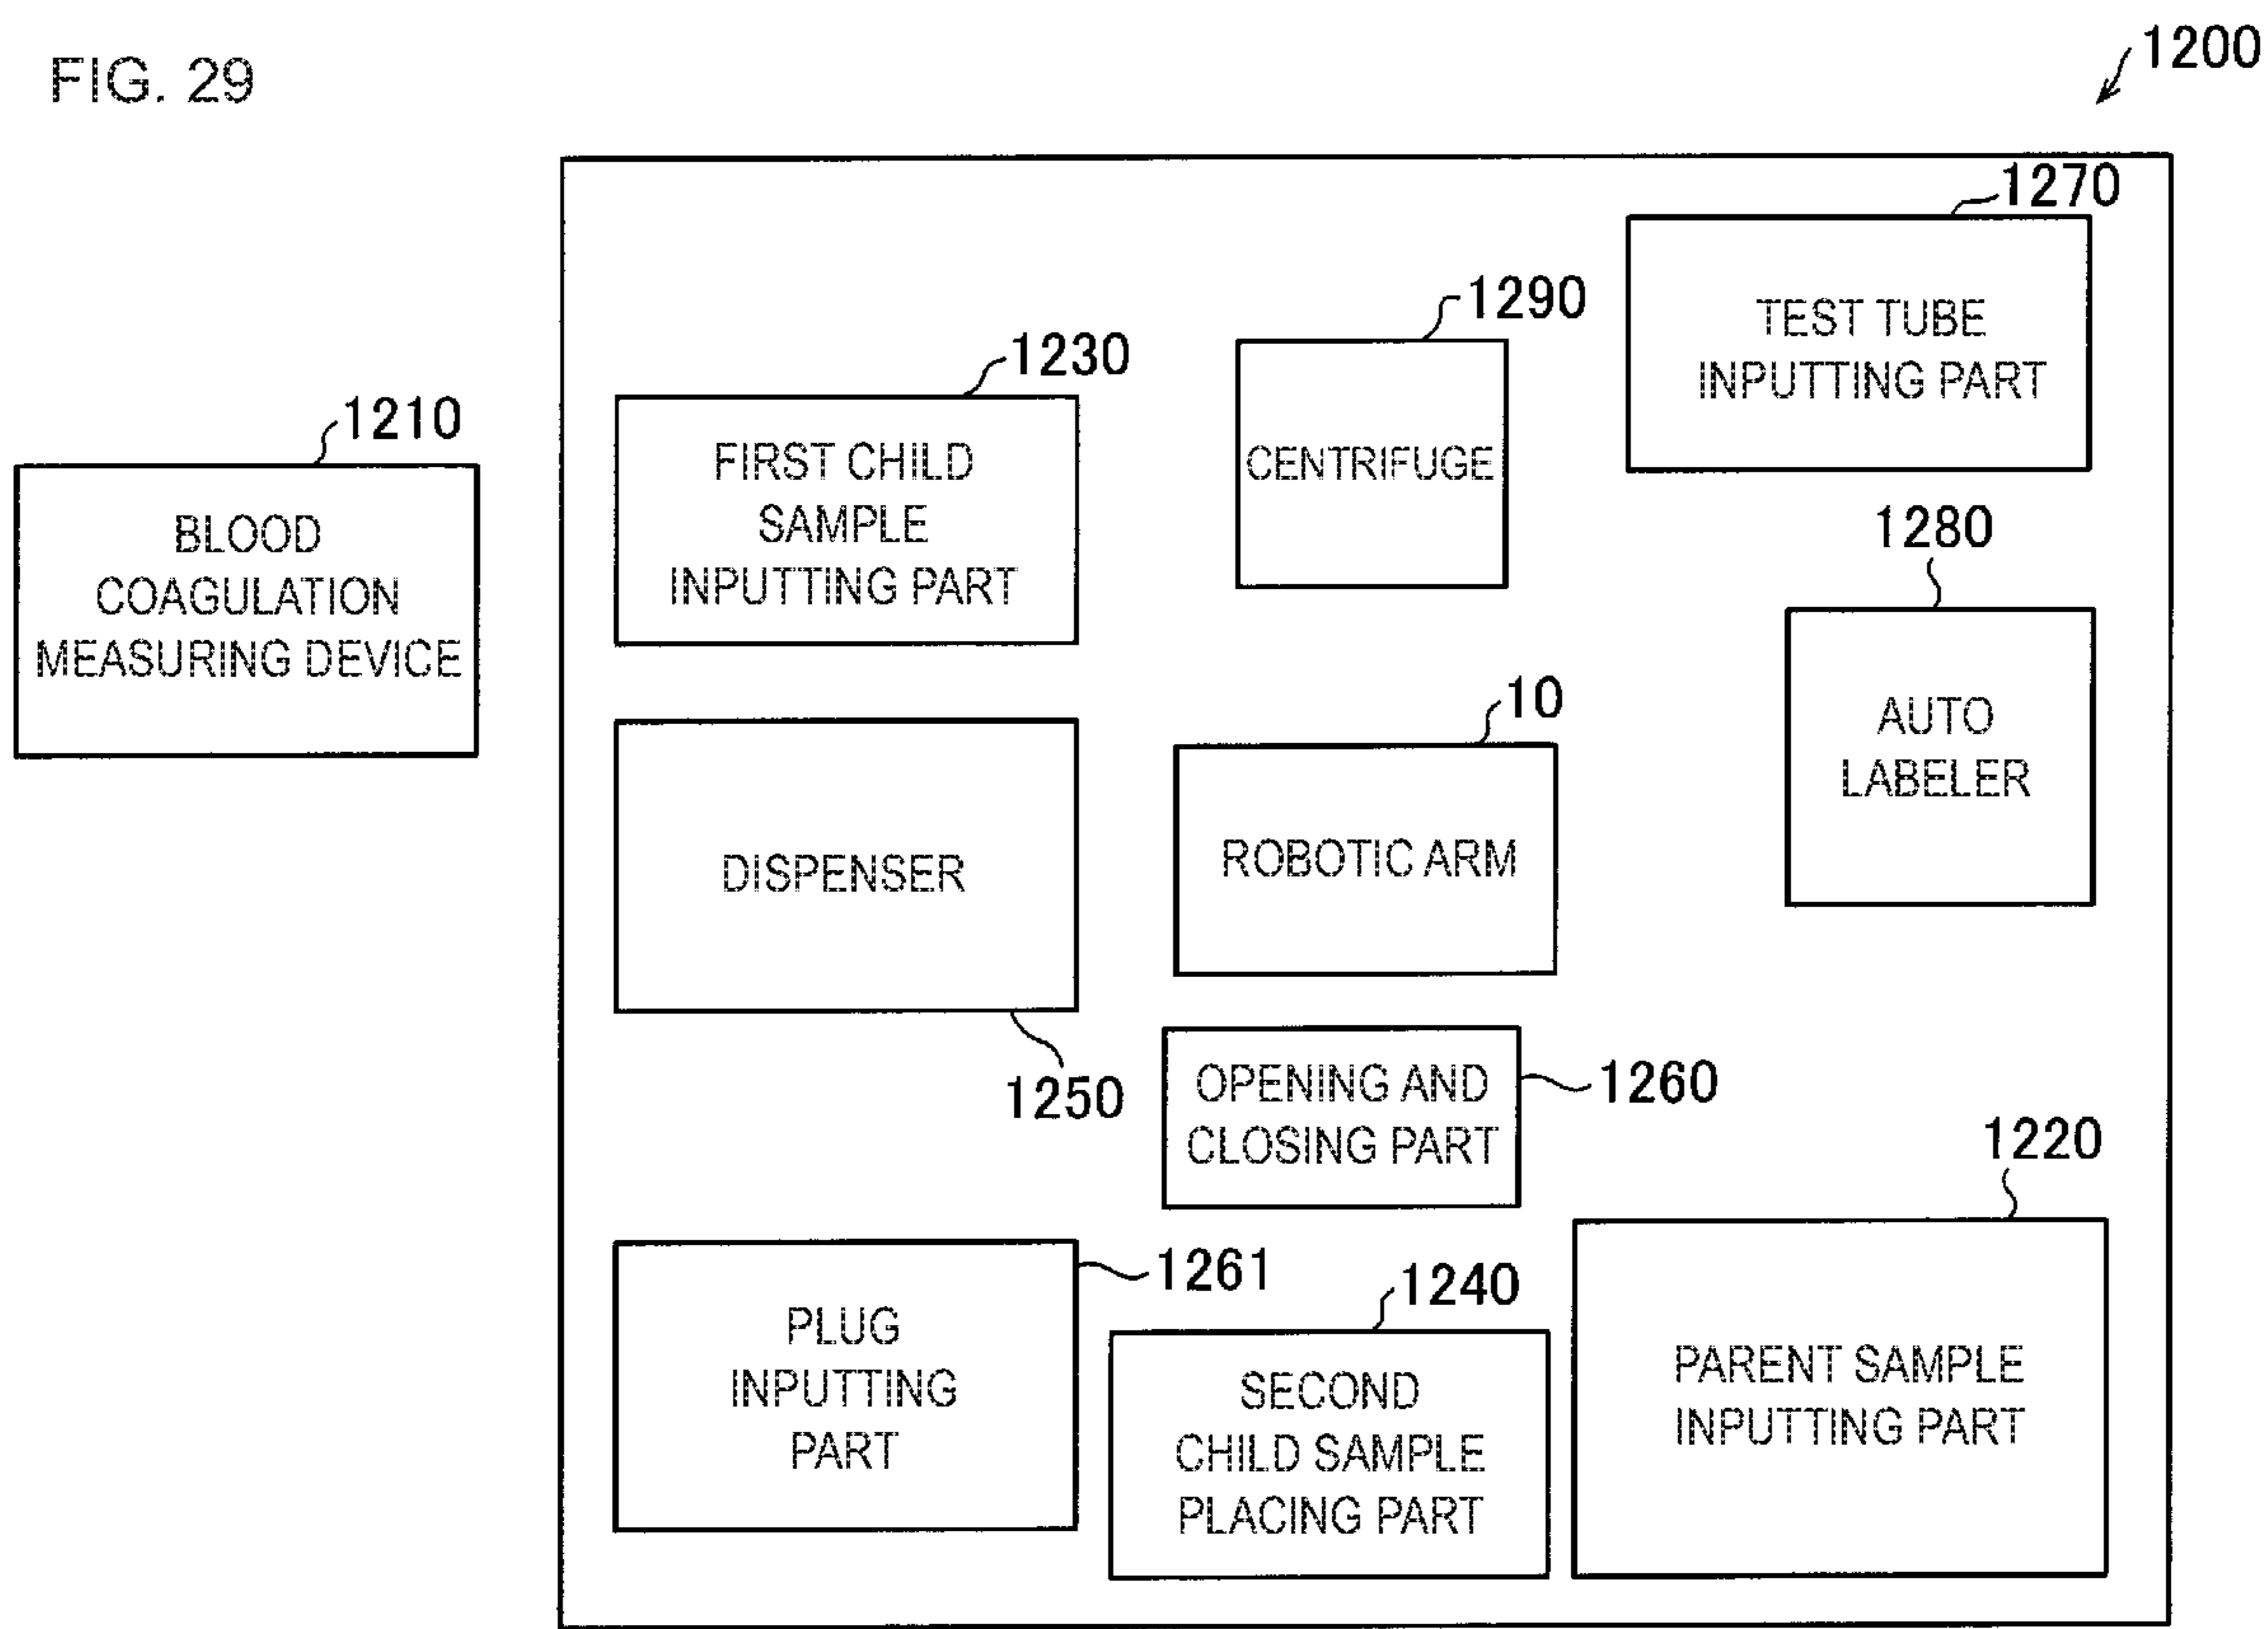 FIG. 29
1200
1270
TEST TUBE
INPUTTING PART
1290
CENTRIFUGE
1230
FIRST CHILD
SAMPLE
INPUTTING PART
1210
BLOOD
COAGULATION
MEASURING DEVICE
1280
AUTO
LABELER
10
ROBOTIC ARM
DISPENSER
1250
OPENING AND
CLOSING PART
1260
1220
PARENT SAMPLE
INPUTTING PART
1261
PLUG
INPUTTING
PART
1240
SECOND
CHILD SAMPLE
PLACING PART